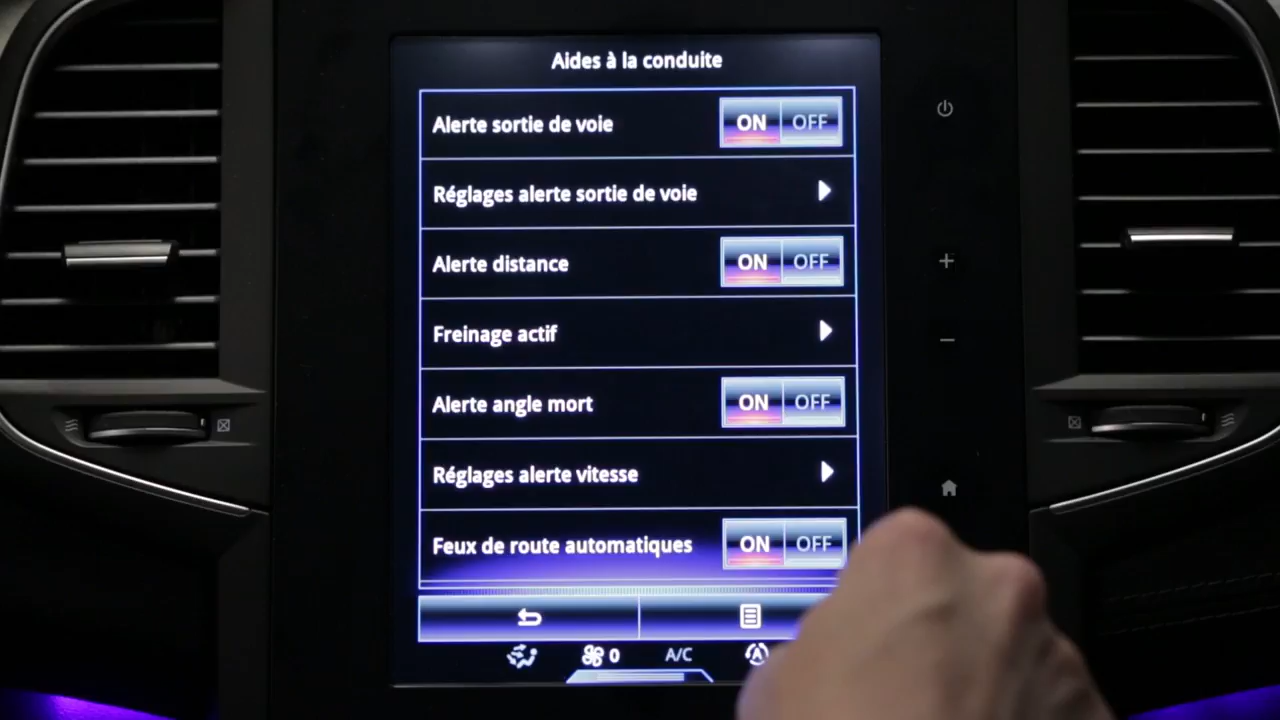 Aides à la conduite
Alerte sortie de voie ON OFF
Réglages alerte sortie de voie
Alerte distance ON OFF
Freinage actif
Alerte angle mort ON OFF
Réglages alerte vitesse
Feux de route automatiques ON OFF
0 A/C A